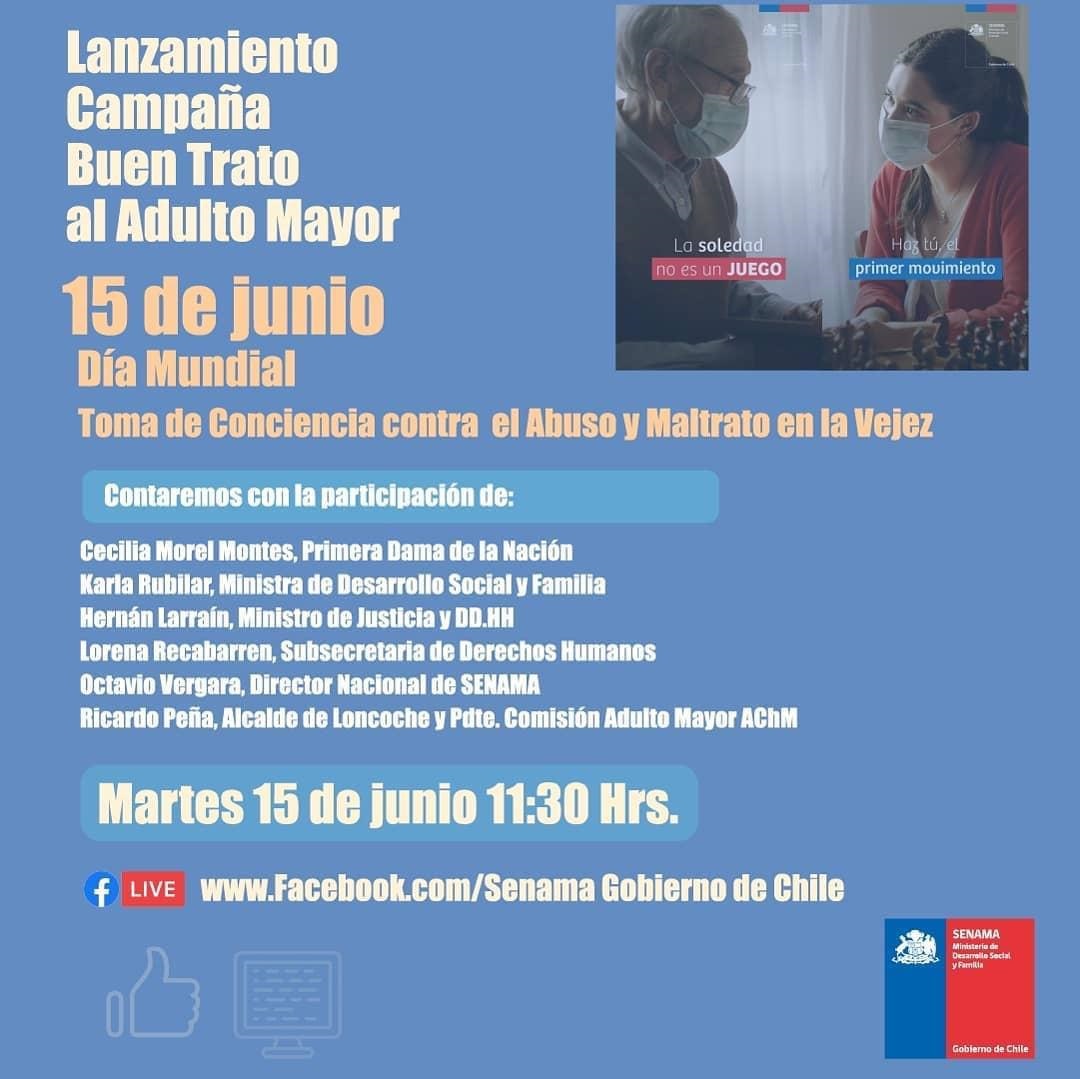 Lanzamiento
Campaña
Buen Trato
al Adulto Mayor
15 de junio
Día Mundial
Toma de Conciencia contra el Abuso y Maltrato en la Vejez
La soledad
no es un JUEGO
Haz tú, el
primer movimiento
SENAMA
Gobierno de Chile
Contaremos con la participación de:
Cecilia Morel Montes, Primera Dama de la Nación
Karla Rubilar, Ministra de Desarrollo Social y Familia
Hernán Larraín, Ministro de Justicia y DD.HH
Lorena Recabarren, Subsecretaria de Derechos Humanos
Octavio Vergara, Director Nacional de SENAMA
Ricardo Peña, Alcalde de Loncoche y Pdte. Comisión Adulto Mayor AChM
Martes 15 de junio 11:30 Hrs.
f LIVE www.Facebook.com/Senama Gobierno de Chile
SENAMA
Ministerio de
Desarrollo Social
y Familia
Gobierno de Chile